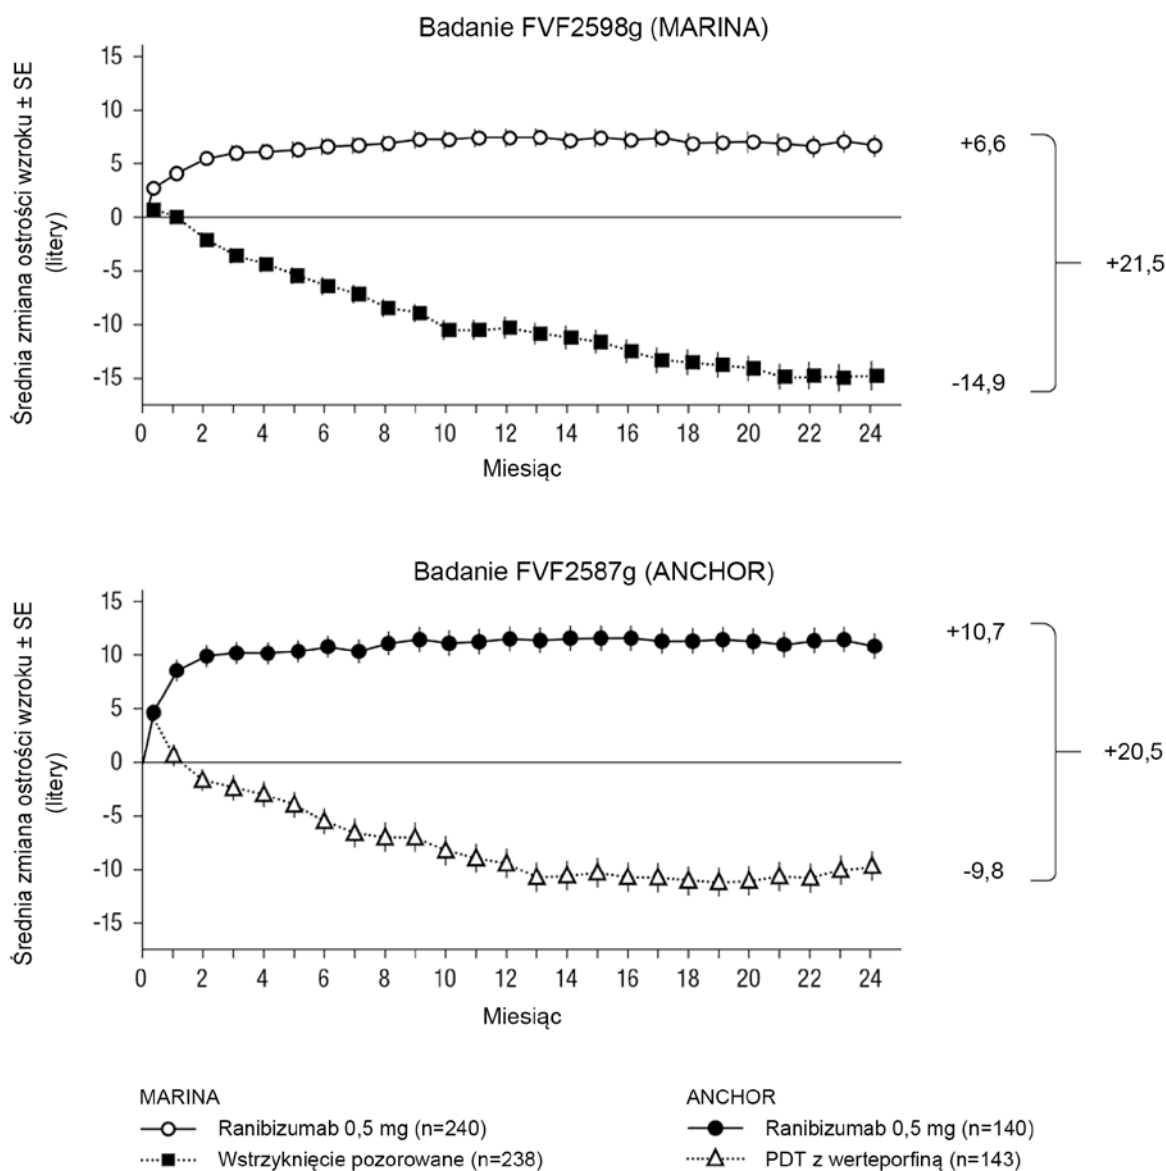 Badanie FVF2598g (MARINA)
Średnia zmiana ostrości wzroku ± SE
(litery)
15
10
5
0
-5
-10
-15
0 2 4 6 8 10 12 14 16 18 20 22 24
Miesiąc
+6,6
+21,5
-14,9
Badanie FVF2587g (ANCHOR)
Średnia zmiana ostrości wzroku ± SE
(litery)
15
10
5
0
-5
-10
-15
0 2 4 6 8 10 12 14 16 18 20 22 24
Miesiąc
+10,7
+20,5
-9,8
MARINA
Ranibizumab 0,5 mg (n=240)
Wstrzyknięcie pozorowane (n=238)
ANCHOR
Ranibizumab 0,5 mg (n=140)
PDT z werteporfiną (n=143)